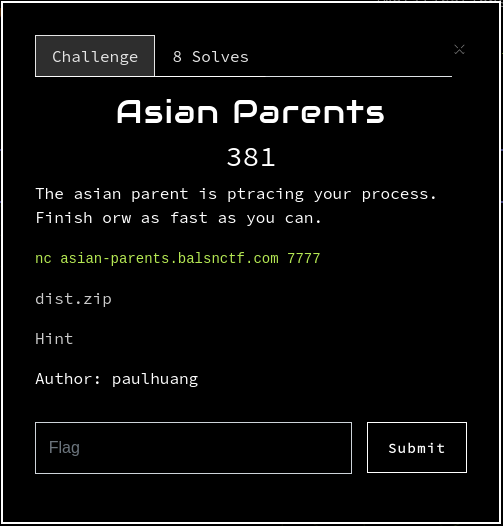 Challenge
8 Solves
×
Asian Parents
381
The asian parent is ptracing your process.
Finish orw as fast as you can.
nc asian-parents.balsnctf.com 7777
dist.zip
Hint
Author: paulhuang
Flag
Submit